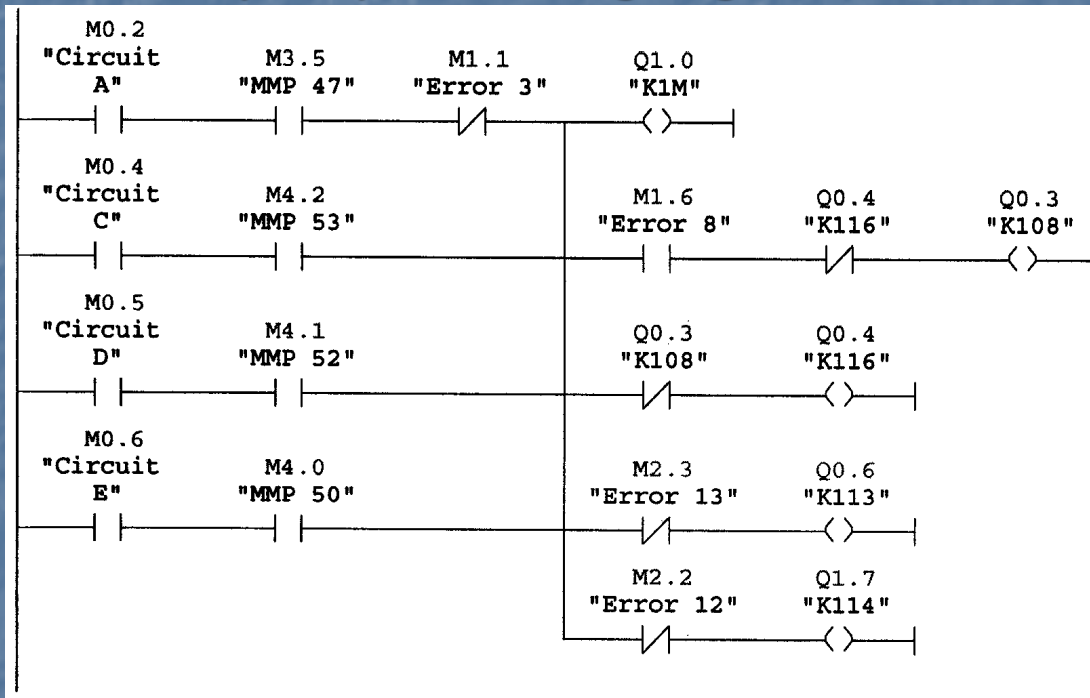 M0.2
"Circuit M3.5 M1.1 Q1.0
A" "MMP 47" "Error 3" "K1M"
M0.4
"Circuit M4.2 M1.6 Q0.4 Q0.3
C" "MMP 53" "Error 8" "K116" "K108"
M0.5
"Circuit M4.1 Q0.3 Q0.4
D" "MMP 52" "K108" "K116"
M0.6
"Circuit M4.0 M2.3 Q0.6
E" "MMP 50" "Error 13" "K113"
M2.2 Q1.7
"Error 12" "K114"